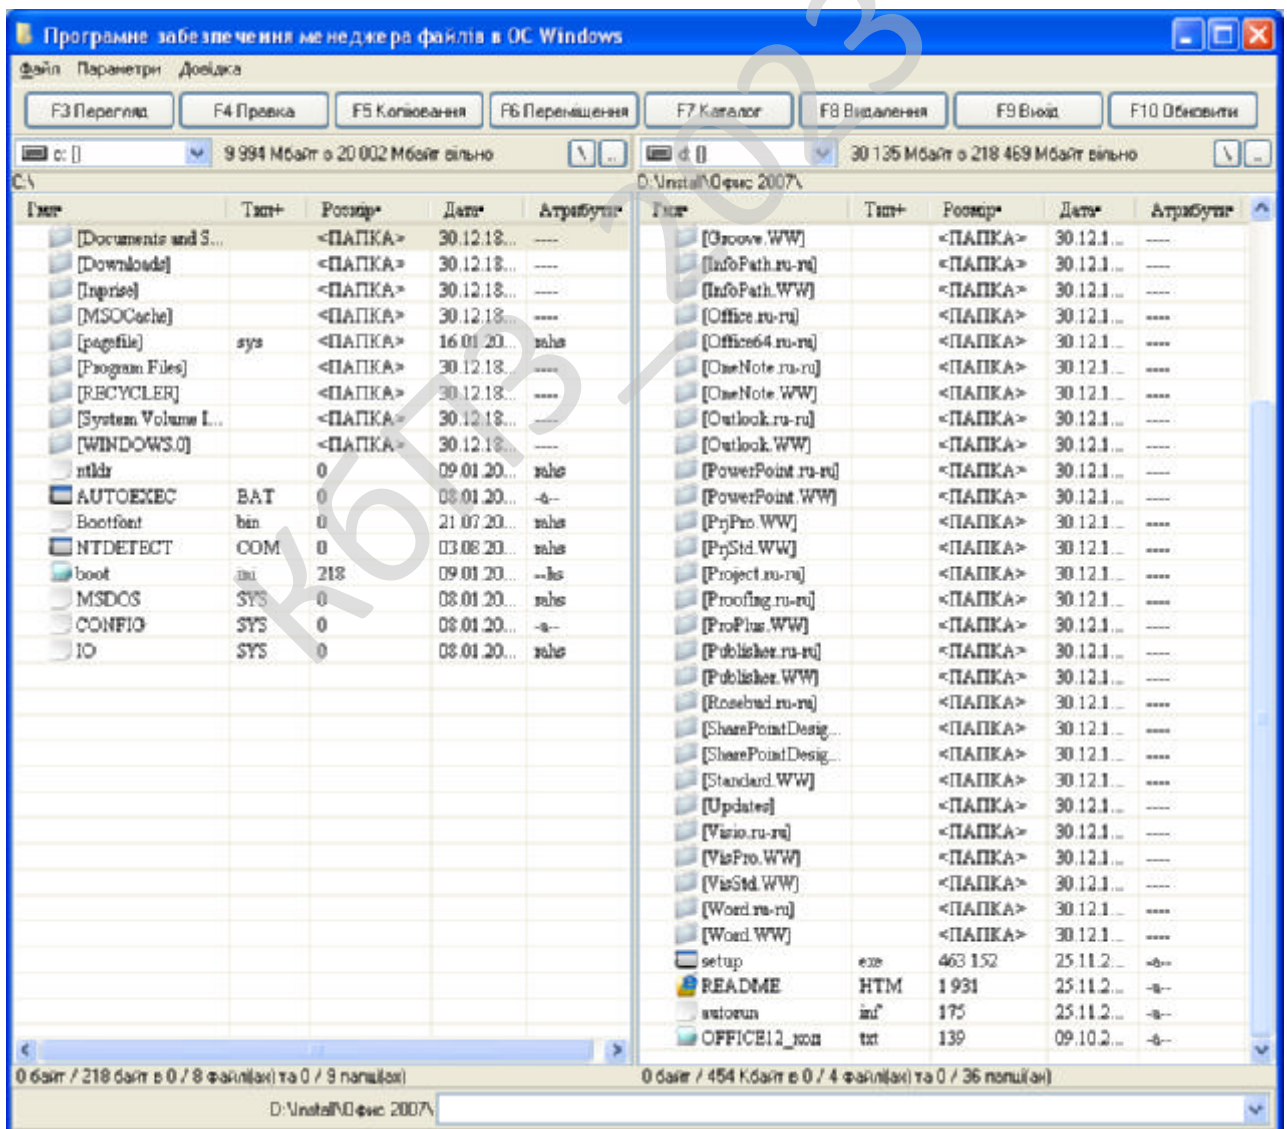 Програмне забезпечення менеджера файлів в ОС Windows
Файл Параметри Довідка
F3 Перегляд F4 Правка F5 Копіювання F6 Переміщення F7 Каталог F8 Видалення F9 Вихід F10 Обновити
c: [] 9 994 Мбайт з 20 002 Мбайт вільно \ .. d: [] 30 135 Мбайт з 218 469 Мбайт вільно \ ..
C:\ D:\Install\Офис 2007\
Ім'я Тип+ Розмір Дата Атрибути Ім'я Тип+ Розмір Дата Атрибути
[Documents and S... <ПАПКА> 30.12.18... ---- [Groove.WW] <ПАПКА> 30.12.1... ----
[Downloads] <ПАПКА> 30.12.18... ---- [InfoPath.ru-ru] <ПАПКА> 30.12.1... ----
[Inprise] <ПАПКА> 30.12.18... ---- [InfoPath.WW] <ПАПКА> 30.12.1... ----
[MSOCache] <ПАПКА> 30.12.18... ---- [Office.ru-ru] <ПАПКА> 30.12.1... ----
[pagefile] sys <ПАПКА> 16.01.20... rahs [Office64.ru-ru] <ПАПКА> 30.12.1... ----
[Program Files] <ПАПКА> 30.12.18... ---- [OneNote.ru-ru] <ПАПКА> 30.12.1... ----
[RECYCLER] <ПАПКА> 30.12.18... ---- [OneNote.WW] <ПАПКА> 30.12.1... ----
[System Volume I... <ПАПКА> 30.12.18... ---- [Outlook.ru-ru] <ПАПКА> 30.12.1... ----
[WINDOWS.0] <ПАПКА> 30.12.18... ---- [Outlook.WW] <ПАПКА> 30.12.1... ----
ntldr 0 09.01.20... rahs [PowerPoint.ru-ru] <ПАПКА> 30.12.1... ----
AUTOEXEC BAT 0 08.01.20... -a-- [PowerPoint.WW] <ПАПКА> 30.12.1... ----
Bootfont bin 0 21.07.20... rahs [PrjPro.WW] <ПАПКА> 30.12.1... ----
NTDETECT COM 0 03.08.20... rahs [PrjStd.WW] <ПАПКА> 30.12.1... ----
boot ini 218 09.01.20... --hs [Project.ru-ru] <ПАПКА> 30.12.1... ----
MSDOS SYS 0 08.01.20... rahs [Proofing.ru-ru] <ПАПКА> 30.12.1... ----
CONFIG SYS 0 08.01.20... -a-- [ProPlus.WW] <ПАПКА> 30.12.1... ----
IO SYS 0 08.01.20... rahs [Publisher.ru-ru] <ПАПКА> 30.12.1... ----
[Publisher.WW] <ПАПКА> 30.12.1... ----
[Rosebud.ru-ru] <ПАПКА> 30.12.1... ----
[SharePointDesig... <ПАПКА> 30.12.1... ----
[SharePointDesig... <ПАПКА> 30.12.1... ----
[Standard.WW] <ПАПКА> 30.12.1... ----
[Updates] <ПАПКА> 30.12.1... ----
[Visio.ru-ru] <ПАПКА> 30.12.1... ----
[VisPro.WW] <ПАПКА> 30.12.1... ----
[VisStd.WW] <ПАПКА> 30.12.1... ----
[Word.ru-ru] <ПАПКА> 30.12.1... ----
[Word.WW] <ПАПКА> 30.12.1... ----
setup exe 463 152 25.11.2... -a--
README HTM 1 931 25.11.2... -a--
autorun inf 175 25.11.2... -a--
OFFICE12_коп txt 139 09.10.2... -a--
0 байт / 218 байт в 0 / 8 файл(ах) та 0 / 9 папці(ах) 0 байт / 454 Кбайт в 0 / 4 файл(ах) та 0 / 36 папці(ах)
D:\Install\Офис 2007\
КбПЗ_2023